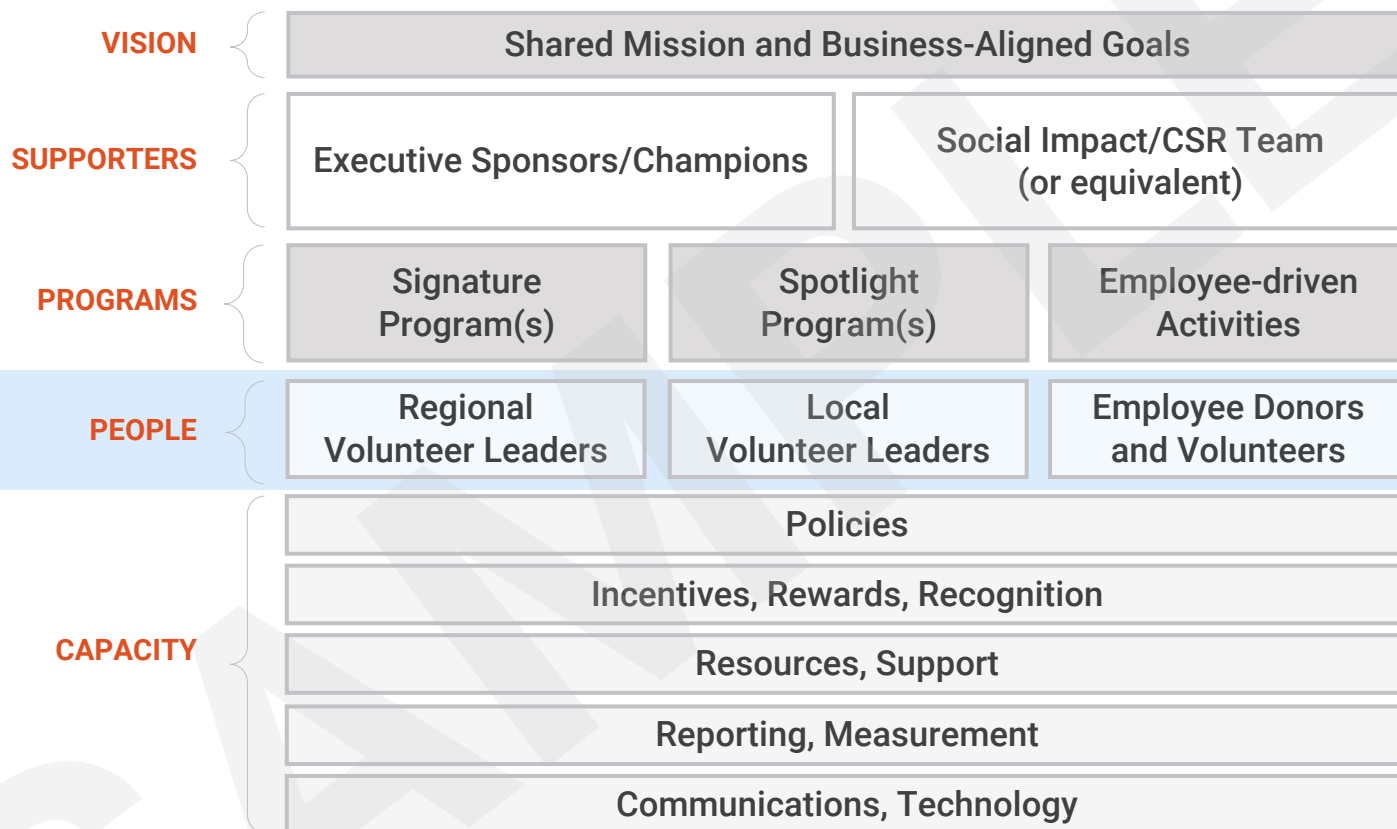 VISION
Shared Mission and Business-Aligned Goals
SUPPORTERS
Executive Sponsors/Champions
Social Impact/CSR Team
(or equivalent)
PROGRAMS
Signature
Program(s)
Spotlight
Program(s)
Employee-driven
Activities
PEOPLE
Regional
Volunteer Leaders
Local
Volunteer Leaders
Employee Donors
and Volunteers
CAPACITY
Policies
Incentives, Rewards, Recognition
Resources, Support
Reporting, Measurement
Communications, Technology
SAMPLE